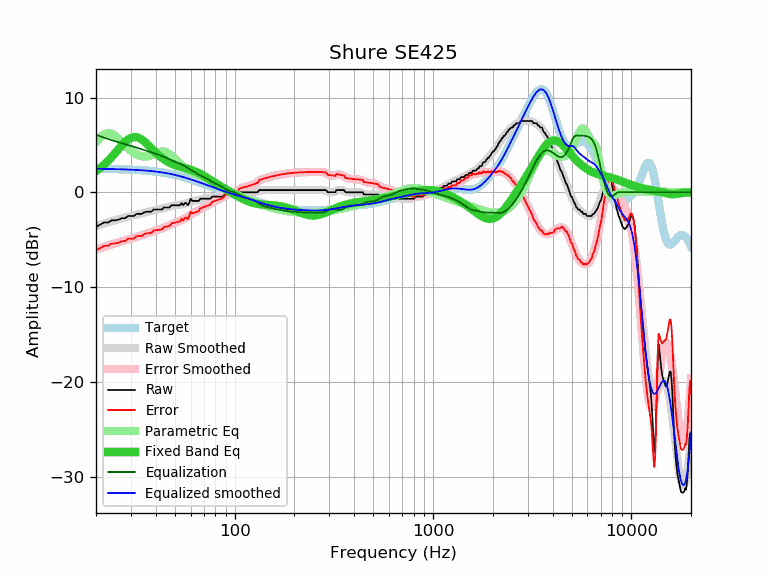 Shure SE425
Amplitude (dBr)
10
0
−10
−20
−30
Target
Raw Smoothed
Error Smoothed
Raw
Error
Parametric Eq
Fixed Band Eq
Equalization
Equalized smoothed
100 1000 10000
Frequency (Hz)